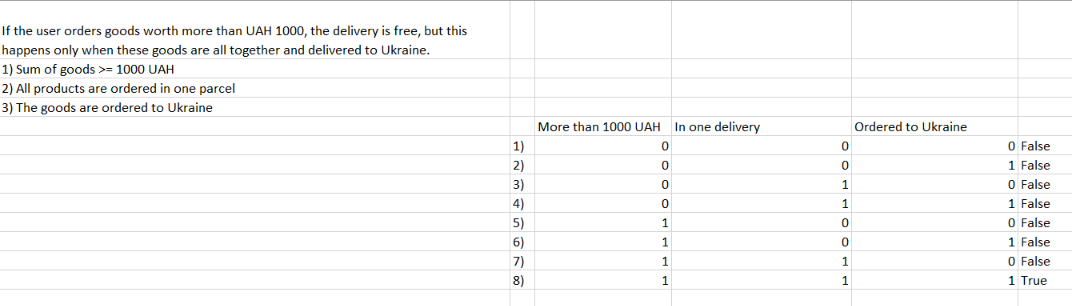 If the user orders goods worth more than UAH 1000, the delivery is free, but this
happens only when these goods are all together and delivered to Ukraine.
1) Sum of goods >= 1000 UAH
2) All products are ordered in one parcel
3) The goods are ordered to Ukraine
More than 1000 UAH In one delivery Ordered to Ukraine
1) 0 0 0 False
2) 0 0 1 False
3) 0 1 0 False
4) 0 1 1 False
5) 1 0 0 False
6) 1 0 1 False
7) 1 1 0 False
8) 1 1 1 True